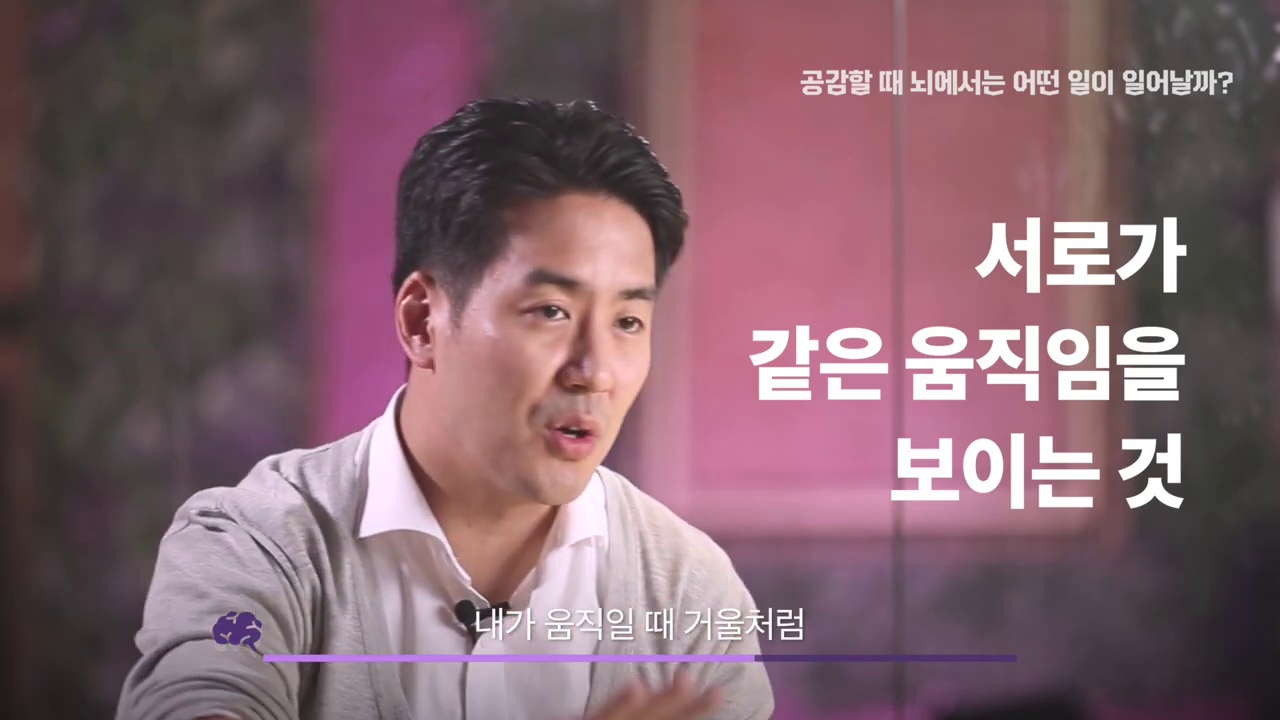 공감할 때 뇌에서는 어떤 일이 일어날까?
서로가
같은 움직임을
보이는 것
내가 움직일 때 거울처럼